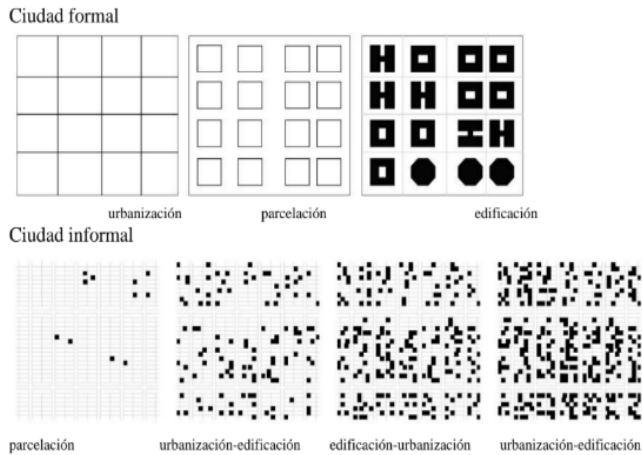 Ciudad formal
urbanización parcelación edificación
Ciudad informal
parcelación urbanización-edificación edificación-urbanización urbanización-edificación